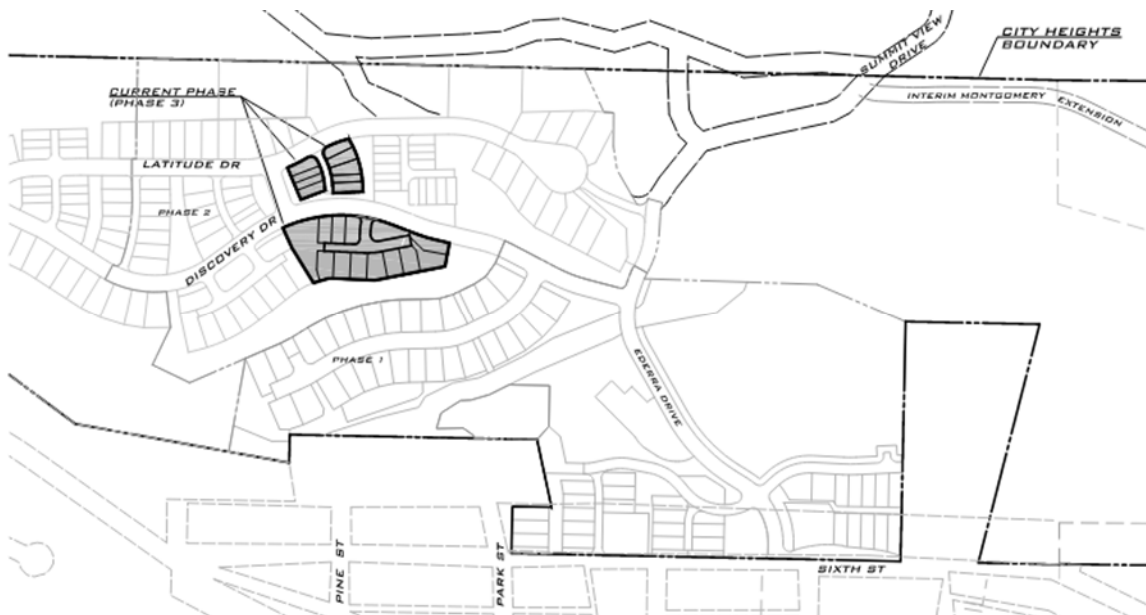 CITY HEIGHTS
BOUNDARY
SUMMIT VIEW
DRIVE
INTERIM MONTGOMERY
EXTENSION
CURRENT PHASE
(PHASE 3)
LATITUDE DR
PHASE 2
DISCOVERY DR
PHASE 1
EDERRA DRIVE
PINE ST
PARK ST
SIXTH ST